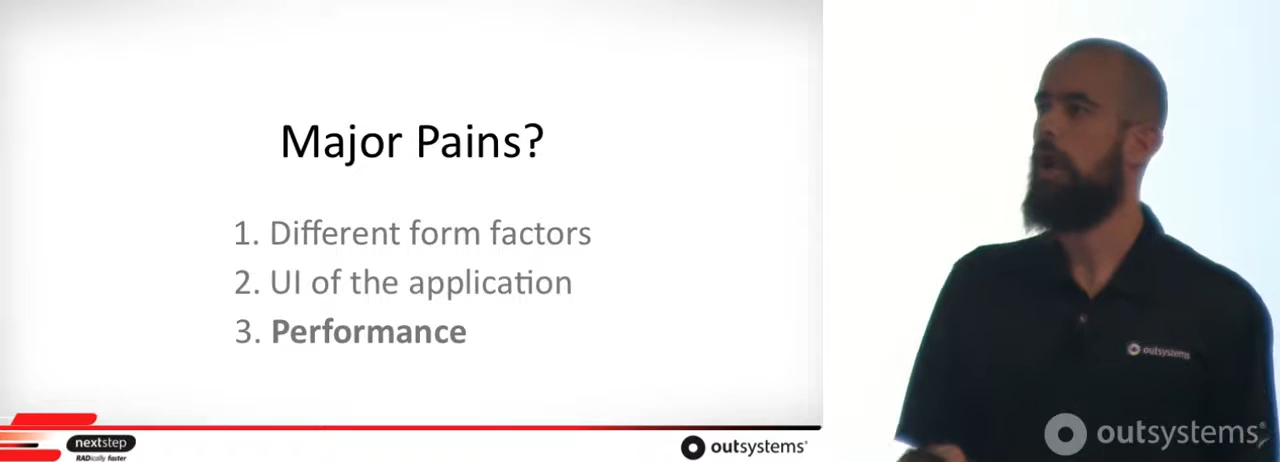 Major Pains?
1. Different form factors
2. UI of the application
3. Performance
nextstep
RADically faster
outsystems
outsystems
outsystems